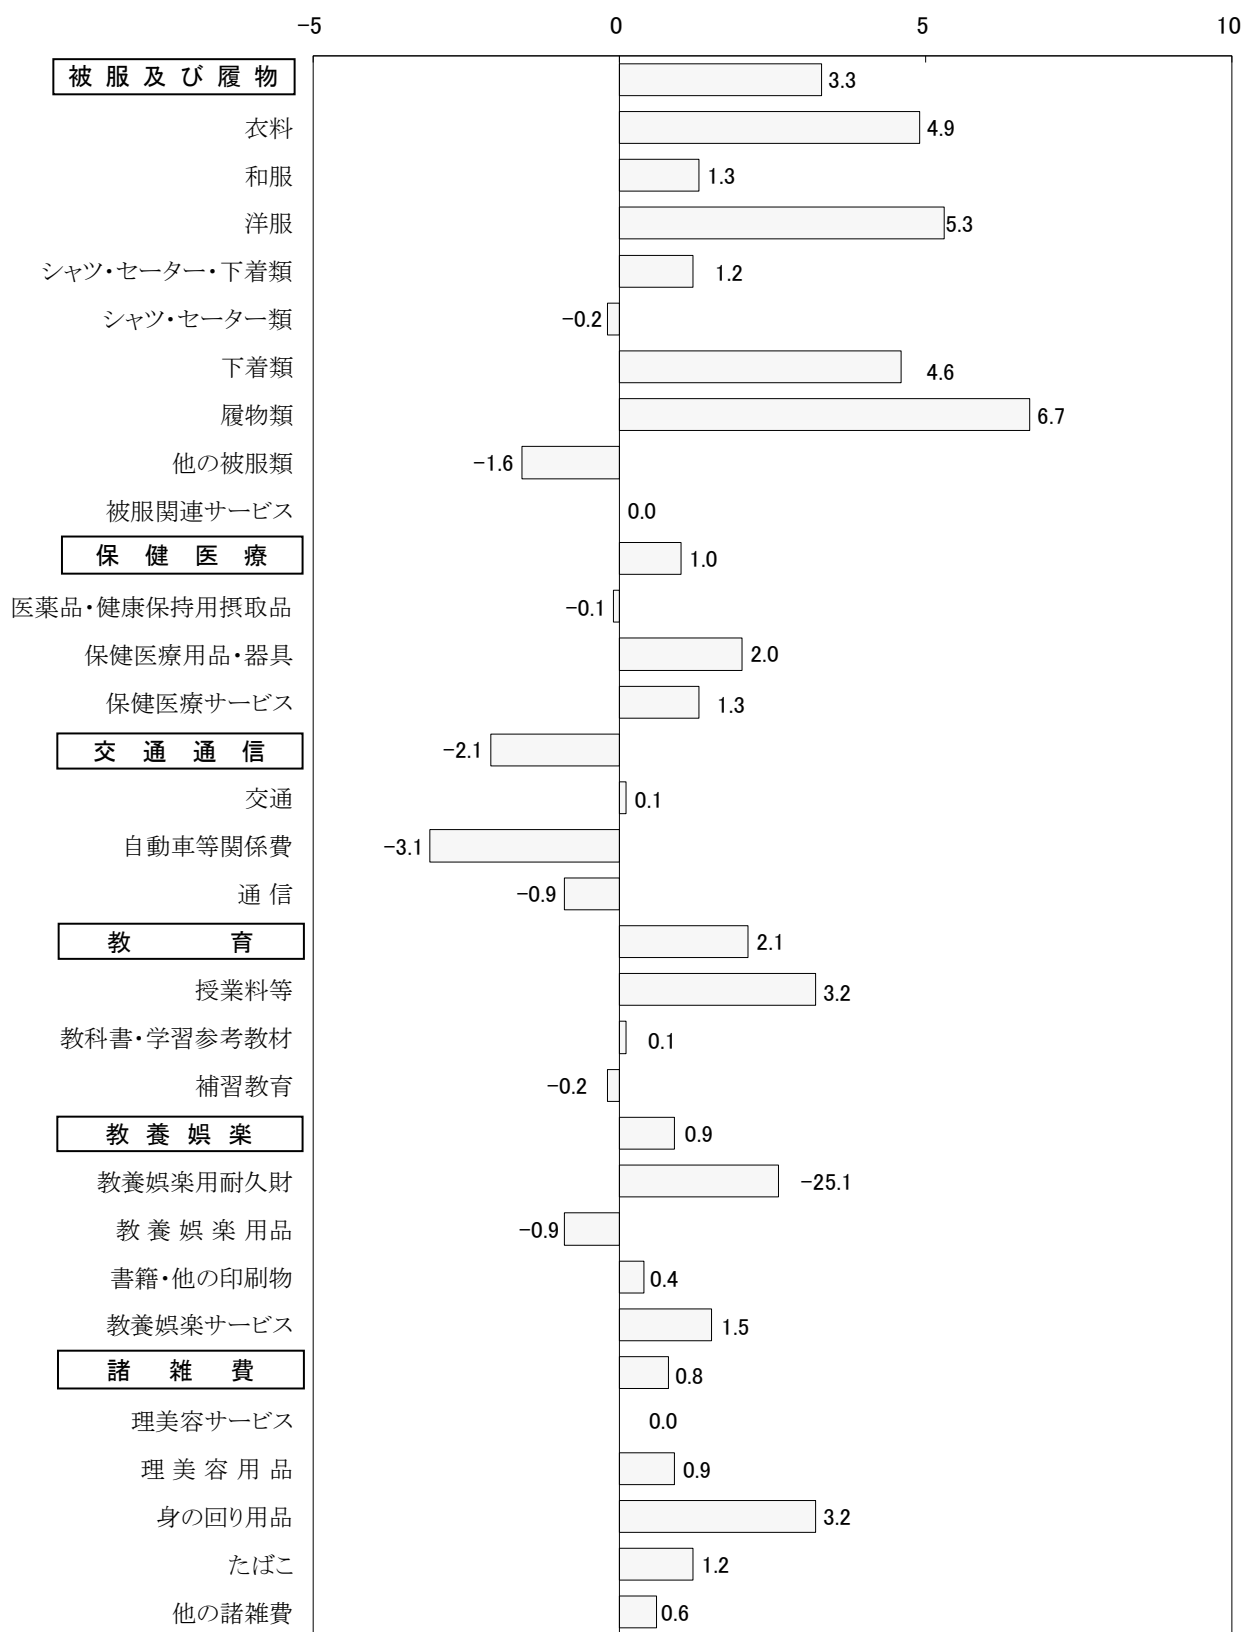 −5 0 5 10
被服及び履物 3.3
衣料 4.9
和服 1.3
洋服 5.3
シャツ・セーター・下着類 1.2
シャツ・セーター類 −0.2
下着類 4.6
履物類 6.7
他の被服類 −1.6
被服関連サービス 0.0
保健医療 1.0
医薬品・健康保持用摂取品 −0.1
保健医療用品・器具 2.0
保健医療サービス 1.3
交通通信 −2.1
交通 0.1
自動車等関係費 −3.1
通信 −0.9
教育 2.1
授業料等 3.2
教科書・学習参考教材 0.1
補習教育 −0.2
教養娯楽 0.9
教養娯楽用耐久財 −25.1
教養娯楽用品 −0.9
書籍・他の印刷物 0.4
教養娯楽サービス 1.5
諸雑費 0.8
理美容サービス 0.0
理美容用品 0.9
身の回り用品 3.2
たばこ 1.2
他の諸雑費 0.6